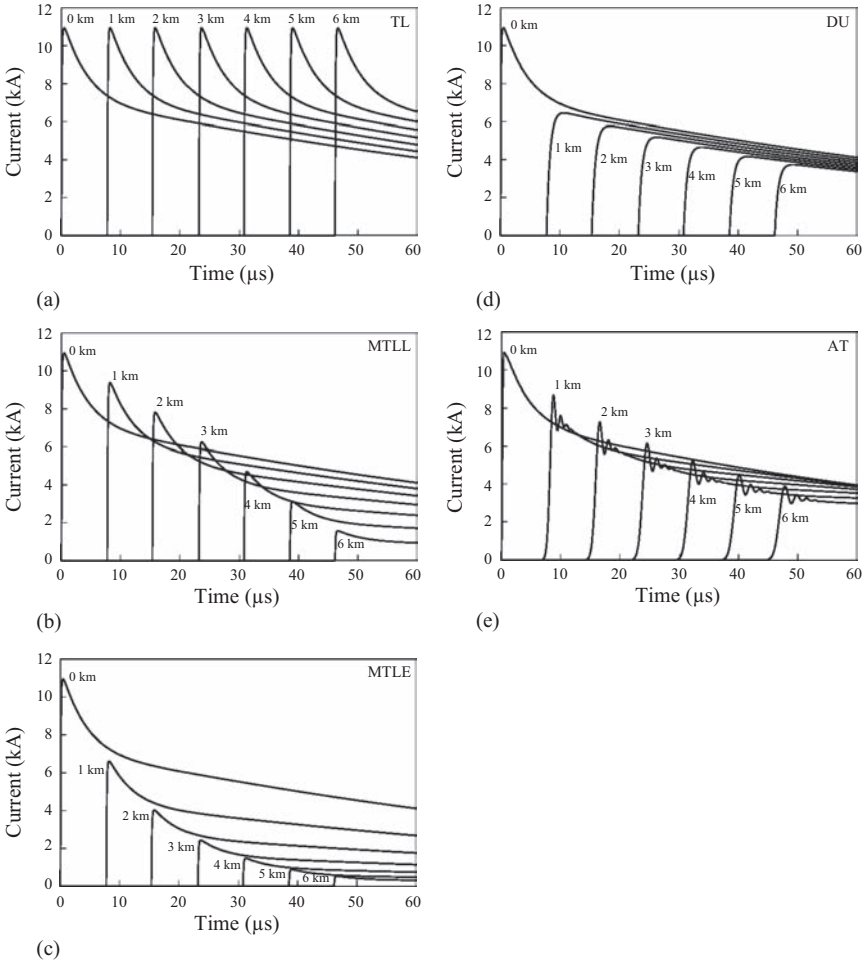 12
10
8
6
4
2
0
Current (kA)
0 km 1 km 2 km 3 km 4 km 5 km 6 km
TL
0 10 20 30 40 50 60
Time (µs)
(a)
12
10
8
6
4
2
0
Current (kA)
DU
0 km
1 km
2 km
3 km
4 km
5 km
6 km
0 10 20 30 40 50 60
Time (µs)
(d)
12
10
8
6
4
2
0
Current (kA)
MTLL
0 km
1 km
2 km
3 km
4 km
5 km
6 km
0 10 20 30 40 50 60
Time (µs)
(b)
12
10
8
6
4
2
0
Current (kA)
AT
0 km
1 km
2 km
3 km
4 km
5 km
6 km
0 10 20 30 40 50 60
Time (µs)
(e)
12
10
8
6
4
2
0
Current (kA)
MTLE
0 km
1 km
2 km
3 km
4 km
5 km
6 km
0 10 20 30 40 50 60
Time (µs)
(c)